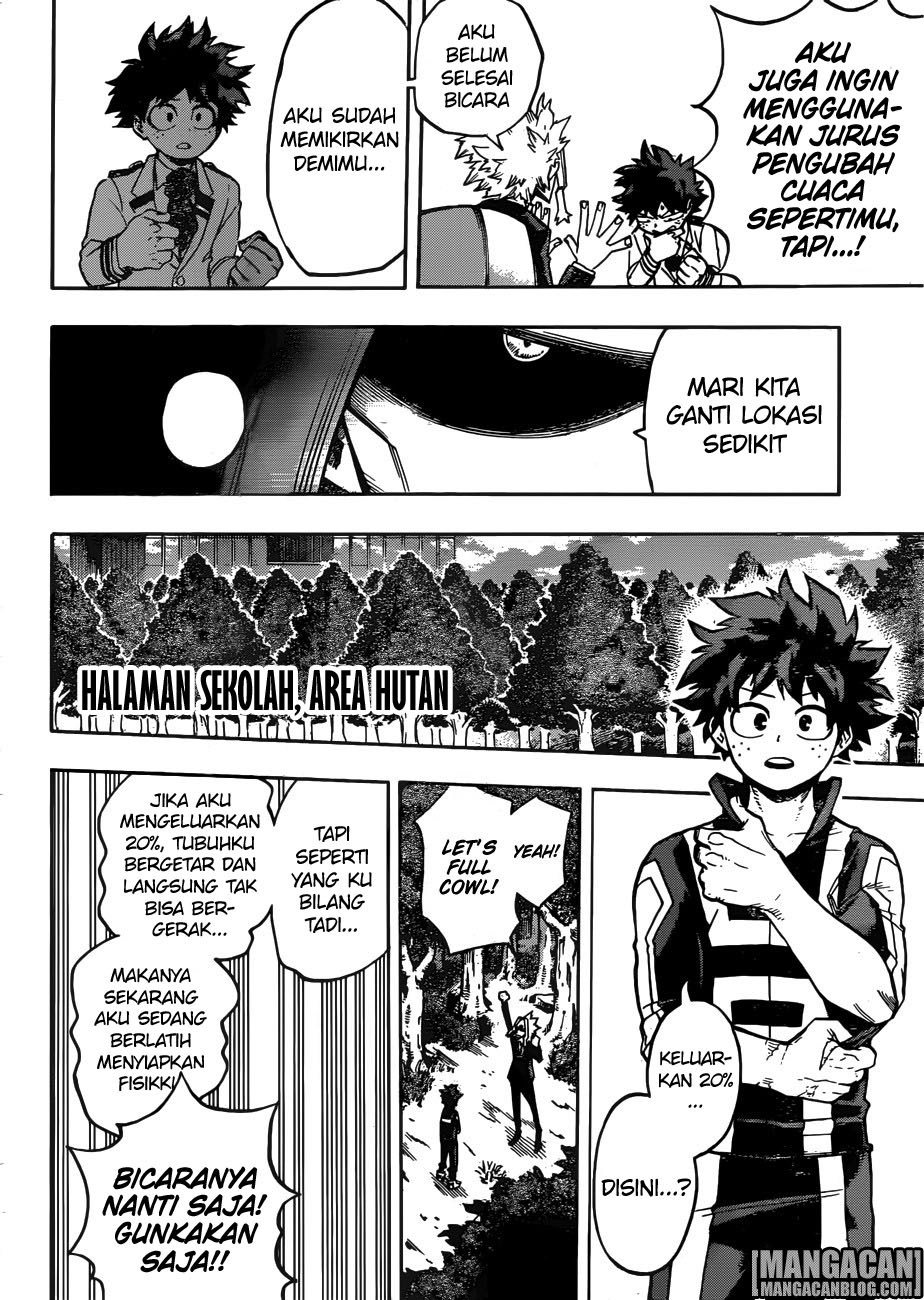 AKU
JUGA INGIN
MENGGUNA-
KAN JURUS
PENGUBAH
CUACA
SEPERTIMU,
TAPI...!
AKU
BELUM
SELESAI
BICARA
AKU SUDAH
MEMIKIRKAN
DEMIMU...
MARI KITA
GANTI LOKASI
SEDIKIT
HALAMAN SEKOLAH, AREA HUTAN
KELUAR-
KAN 20%
...
DISINI...?
YEAH!
LET'S
FULL
COWL!
TAPI
SEPERTI
YANG KU
BILANG
TADI...
JIKA AKU
MENGELUARKAN
20%, TUBUHKU
BERGETAR DAN
LANGSUNG TAK
BISA BER-
GERAK...
MAKANYA
SEKARANG
AKU SEDANG
BERLATIH
MENYIAPKAN
FISIKKI
BICARANYA
NANTI SAJA!
GUNKAKAN
SAJA!!
[MANGACAN]
MANGACANBLOG.COM